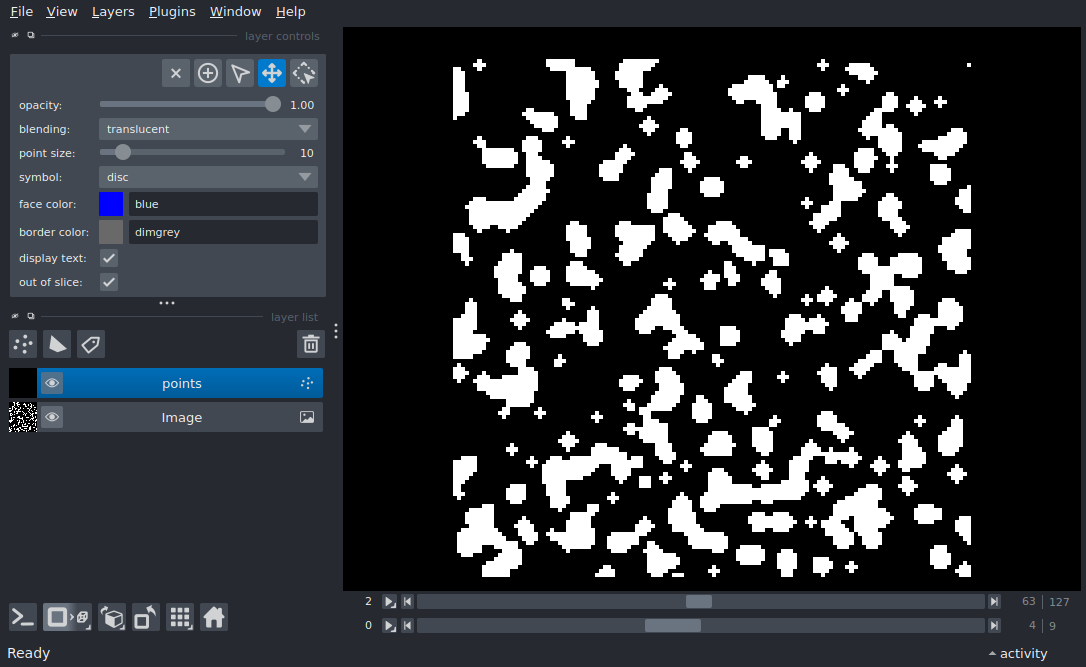 File View Layers Plugins Window Help
layer controls
opacity: 1.00
blending: translucent
point size: 10
symbol: disc
face color: blue
border color: dimgrey
display text:
out of slice:
layer list
points
Image
2 63 127
0 4 9
Ready activity